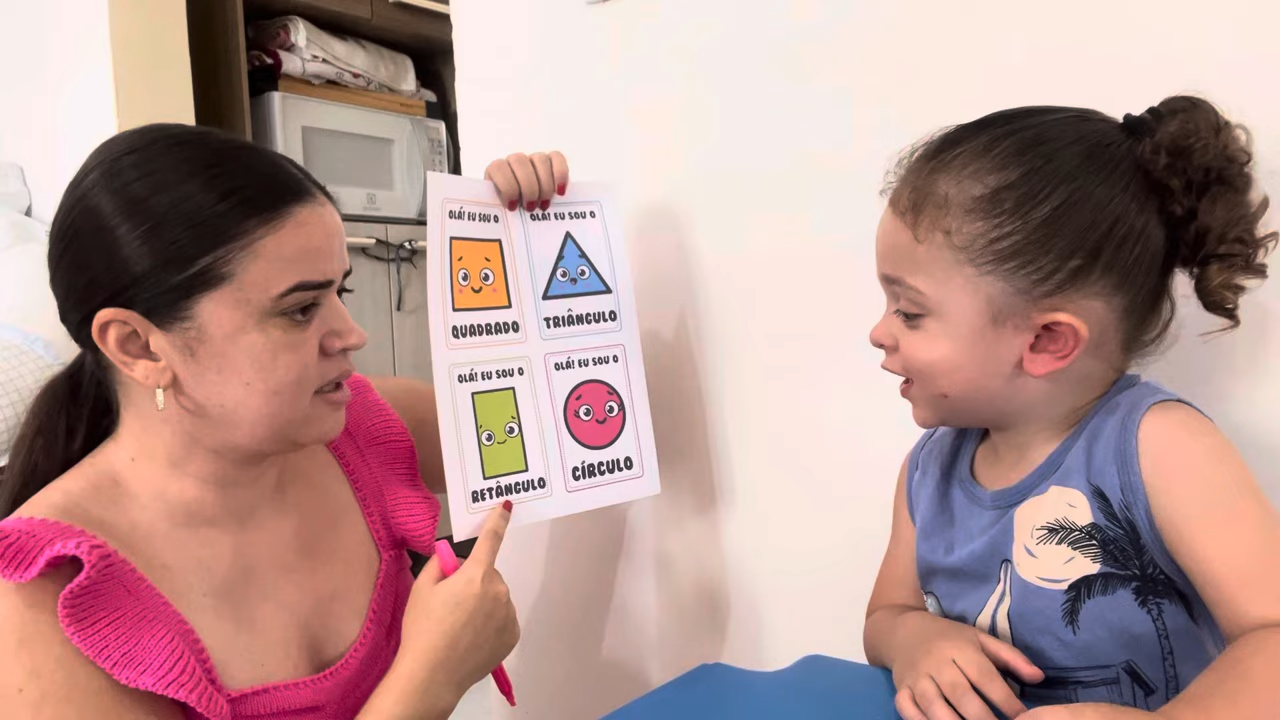 OLÁ! EU SOU O
QUADRADO
OLÁ! EU SOU O
TRIÂNGULO
OLÁ! EU SOU O
RETÂNGULO
OLÁ! EU SOU O
CÍRCULO